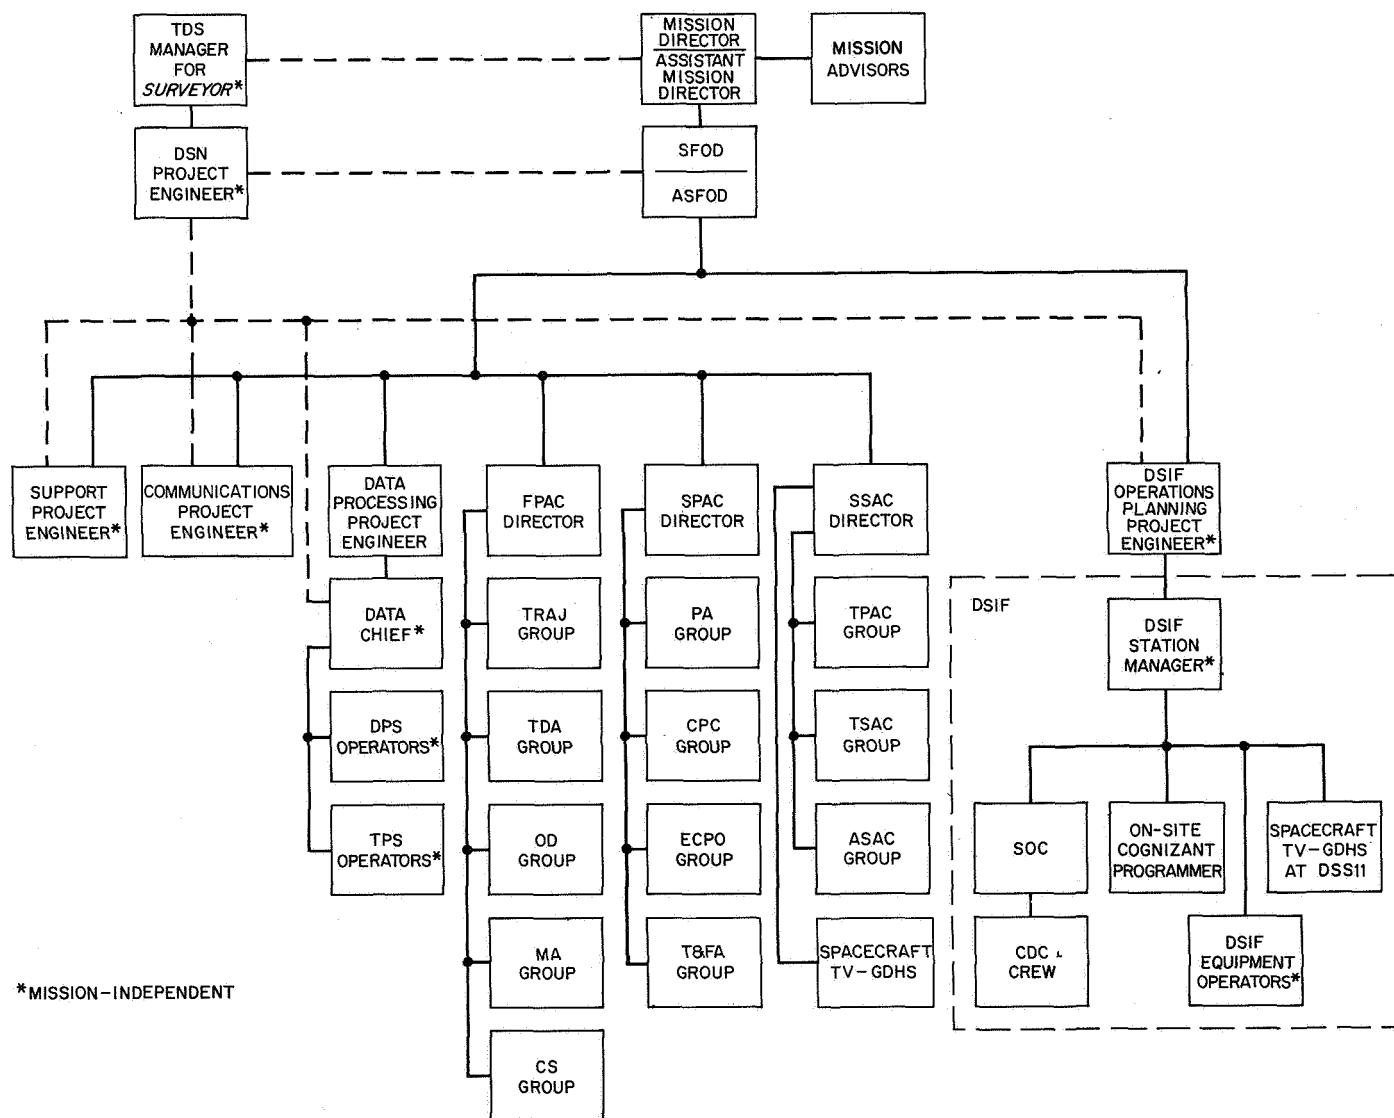 TDS
MANAGER
FOR
SURVEYOR*
MISSION
DIRECTOR
ASSISTANT
MISSION
DIRECTOR
MISSION
ADVISORS
DSN
PROJECT
ENGINEER*
SFOD
ASFOD
SUPPORT
PROJECT
ENGINEER*
COMMUNICATIONS
PROJECT
ENGINEER*
DATA
PROCESSING
PROJECT
ENGINEER
FPAC
DIRECTOR
SPAC
DIRECTOR
SSAC
DIRECTOR
DSIF
OPERATIONS
PLANNING
PROJECT
ENGINEER*
DATA
CHIEF*
TRAJ
GROUP
PA
GROUP
TPAC
GROUP
DSIF
DSIF
STATION
MANAGER*
DPS
OPERATORS*
TDA
GROUP
CPC
GROUP
TSAC
GROUP
TPS
OPERATORS*
OD
GROUP
ECPO
GROUP
ASAC
GROUP
SOC
ON-SITE
COGNIZANT
PROGRAMMER
SPACECRAFT
TV-GDHS
AT DSS11
MA
GROUP
T&FA
GROUP
SPACECRAFT
TV-GDHS
CDC
CREW
DSIF
EQUIPMENT
OPERATORS*
*MISSION-INDEPENDENT
CS
GROUP